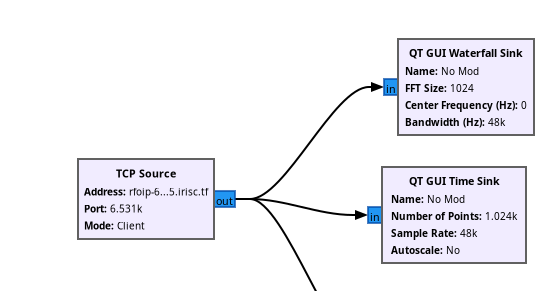 QT GUI Waterfall Sink
Name: No Mod
in
FFT Size: 1024
Center Frequency (Hz): 0
Bandwidth (Hz): 48k
TCP Source
Address: rfoip-6...5.irisc.tf
out
Port: 6.531k
Mode: Client
QT GUI Time Sink
Name: No Mod
in
Number of Points: 1.024k
Sample Rate: 48k
Autoscale: No